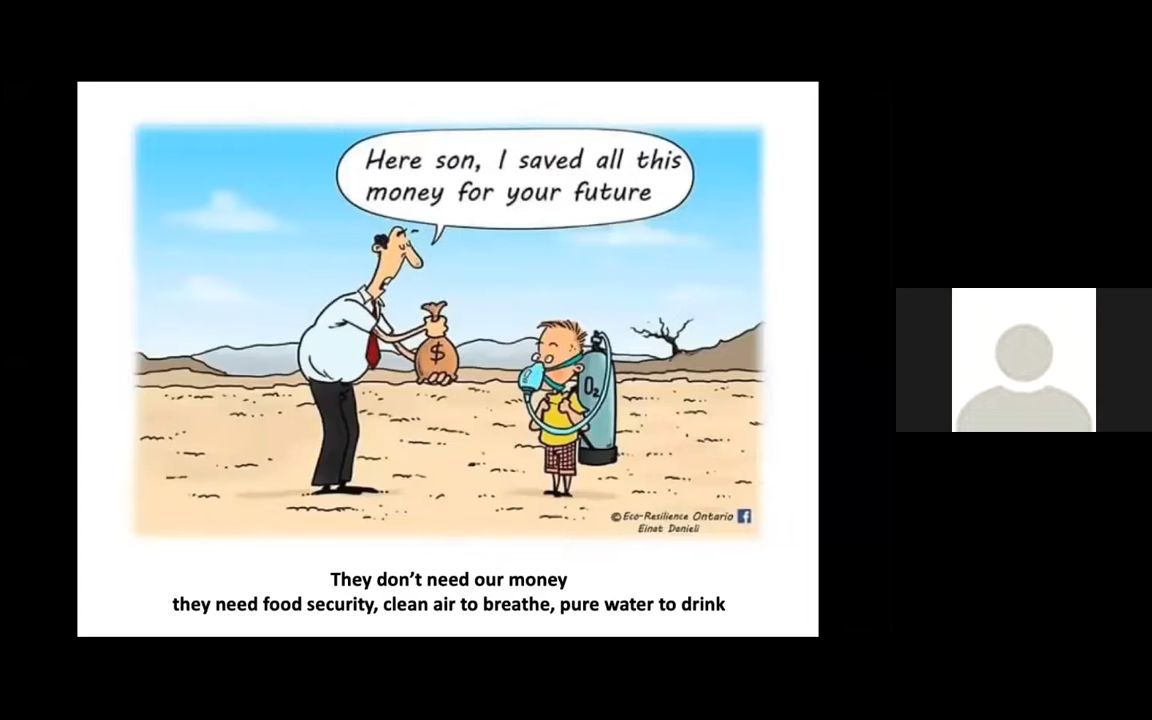 Here son, I saved all this
money for your future
$
O₂
©Eco-Resilience Ontario f
Einat Danieli
They don't need our money
they need food security, clean air to breathe, pure water to drink